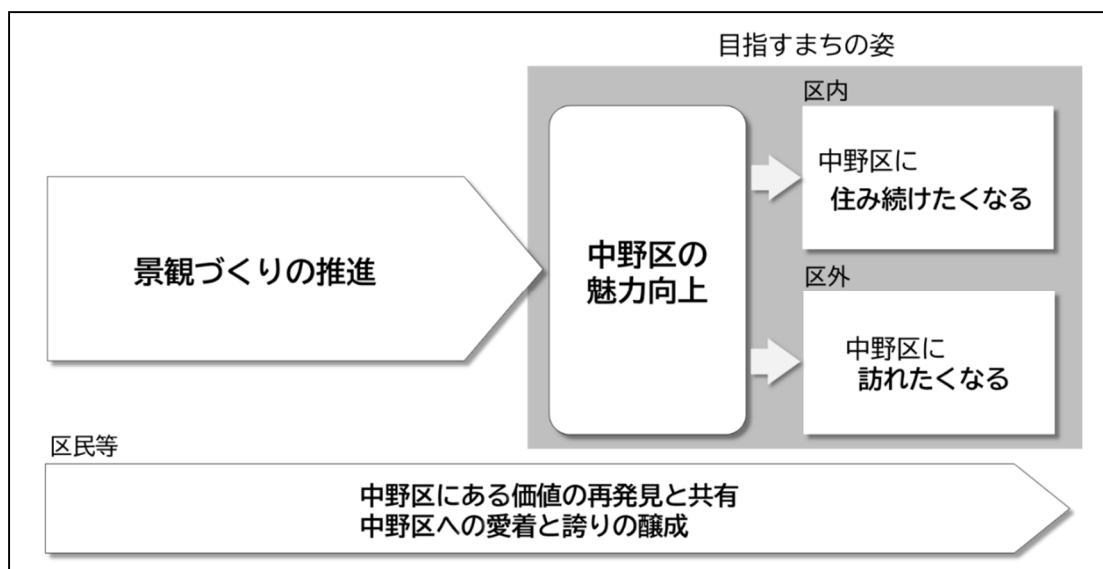 目指すまちの姿
景観づくりの推進
中野区の
魅力向上
区内
中野区に
住み続けたくなる
区外
中野区に
訪れたくなる
区民等
中野区にある価値の再発見と共有
中野区への愛着と誇りの醸成